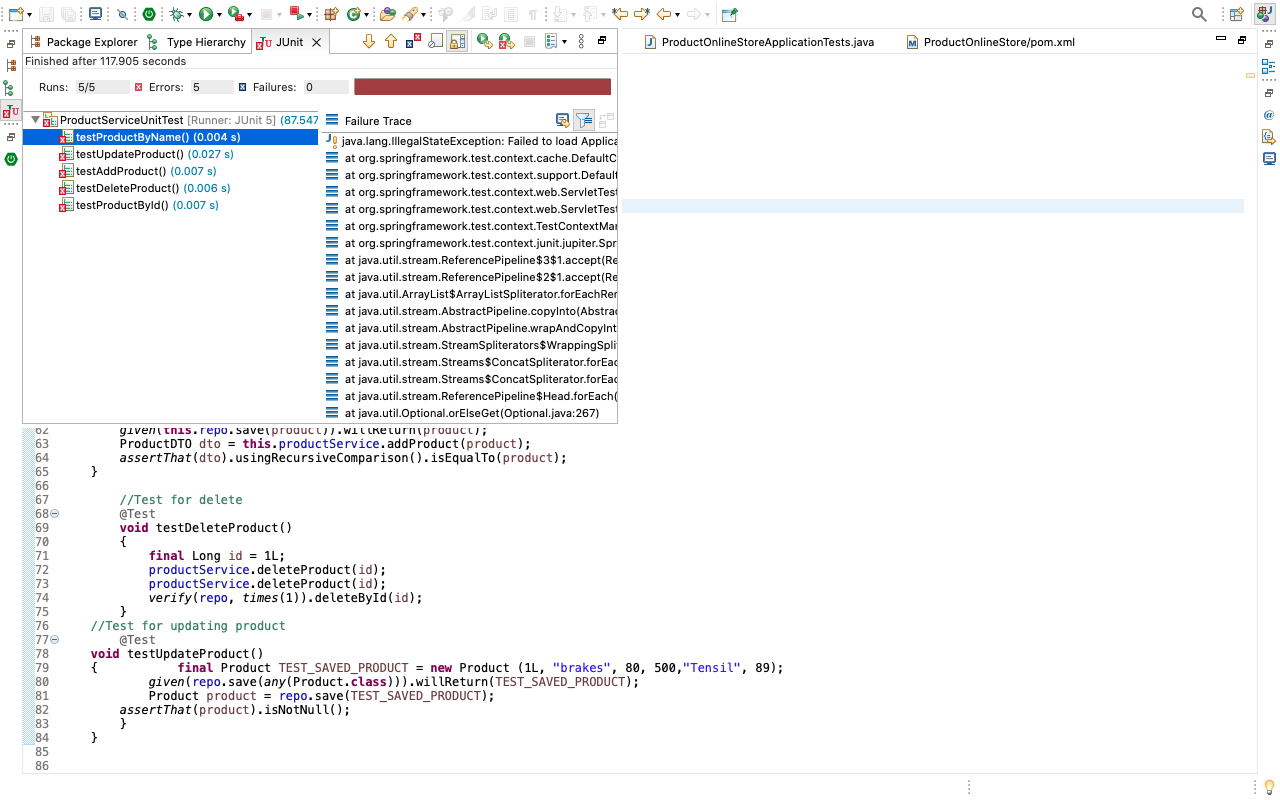 Package Explorer Type Hierarchy JUnit
ProductOnlineStoreApplicationTests.java ProductOnlineStore/pom.xml
Finished after 117.905 seconds
Runs: 5/5 Errors: 5 Failures: 0
ProductServiceUnitTest [Runner: JUnit 5] (87.547
testProductByName() (0.004 s)
testUpdateProduct() (0.027 s)
testAddProduct() (0.007 s)
testDeleteProduct() (0.006 s)
testProductById() (0.007 s)
Failure Trace
java.lang.IllegalStateException: Failed to load Applica
at org.springframework.test.context.cache.DefaultC
at org.springframework.test.context.support.Default
at org.springframework.test.context.web.ServletTest
at org.springframework.test.context.web.ServletTest
at org.springframework.test.context.TestContextMar
at org.springframework.test.context.junit.jupiter.Spr
at java.util.stream.ReferencePipeline$3$1.accept(Re
at java.util.stream.ReferencePipeline$2$1.accept(Re
at java.util.ArrayList$ArrayListSpliterator.forEachRer
at java.util.stream.AbstractPipeline.copyInto(Abstrac
at java.util.stream.AbstractPipeline.wrapAndCopyInt
at java.util.stream.StreamSpliterators$WrappingSpli
at java.util.stream.Streams$ConcatSpliterator.forEac
at java.util.stream.Streams$ConcatSpliterator.forEac
at java.util.stream.ReferencePipeline$Head.forEach(
at java.util.Optional.orElseGet(Optional.java:267)
62 given(this.repo.save(product)).willReturn(product);
63 ProductDTO dto = this.productService.addProduct(product);
64 assertThat(dto).usingRecursiveComparison().isEqualTo(product);
65 }
66
67 //Test for delete
68 @Test
69 void testDeleteProduct()
70 {
71 final Long id = 1L;
72 productService.deleteProduct(id);
73 productService.deleteProduct(id);
74 verify(repo, times(1)).deleteById(id);
75 }
76 //Test for updating product
77 @Test
78 void testUpdateProduct()
79 { final Product TEST_SAVED_PRODUCT = new Product (1L, "brakes", 80, 500,"Tensil", 89);
80 given(repo.save(any(Product.class))).willReturn(TEST_SAVED_PRODUCT);
81 Product product = repo.save(TEST_SAVED_PRODUCT);
82 assertThat(product).isNotNull();
83 }
84 }
85
86